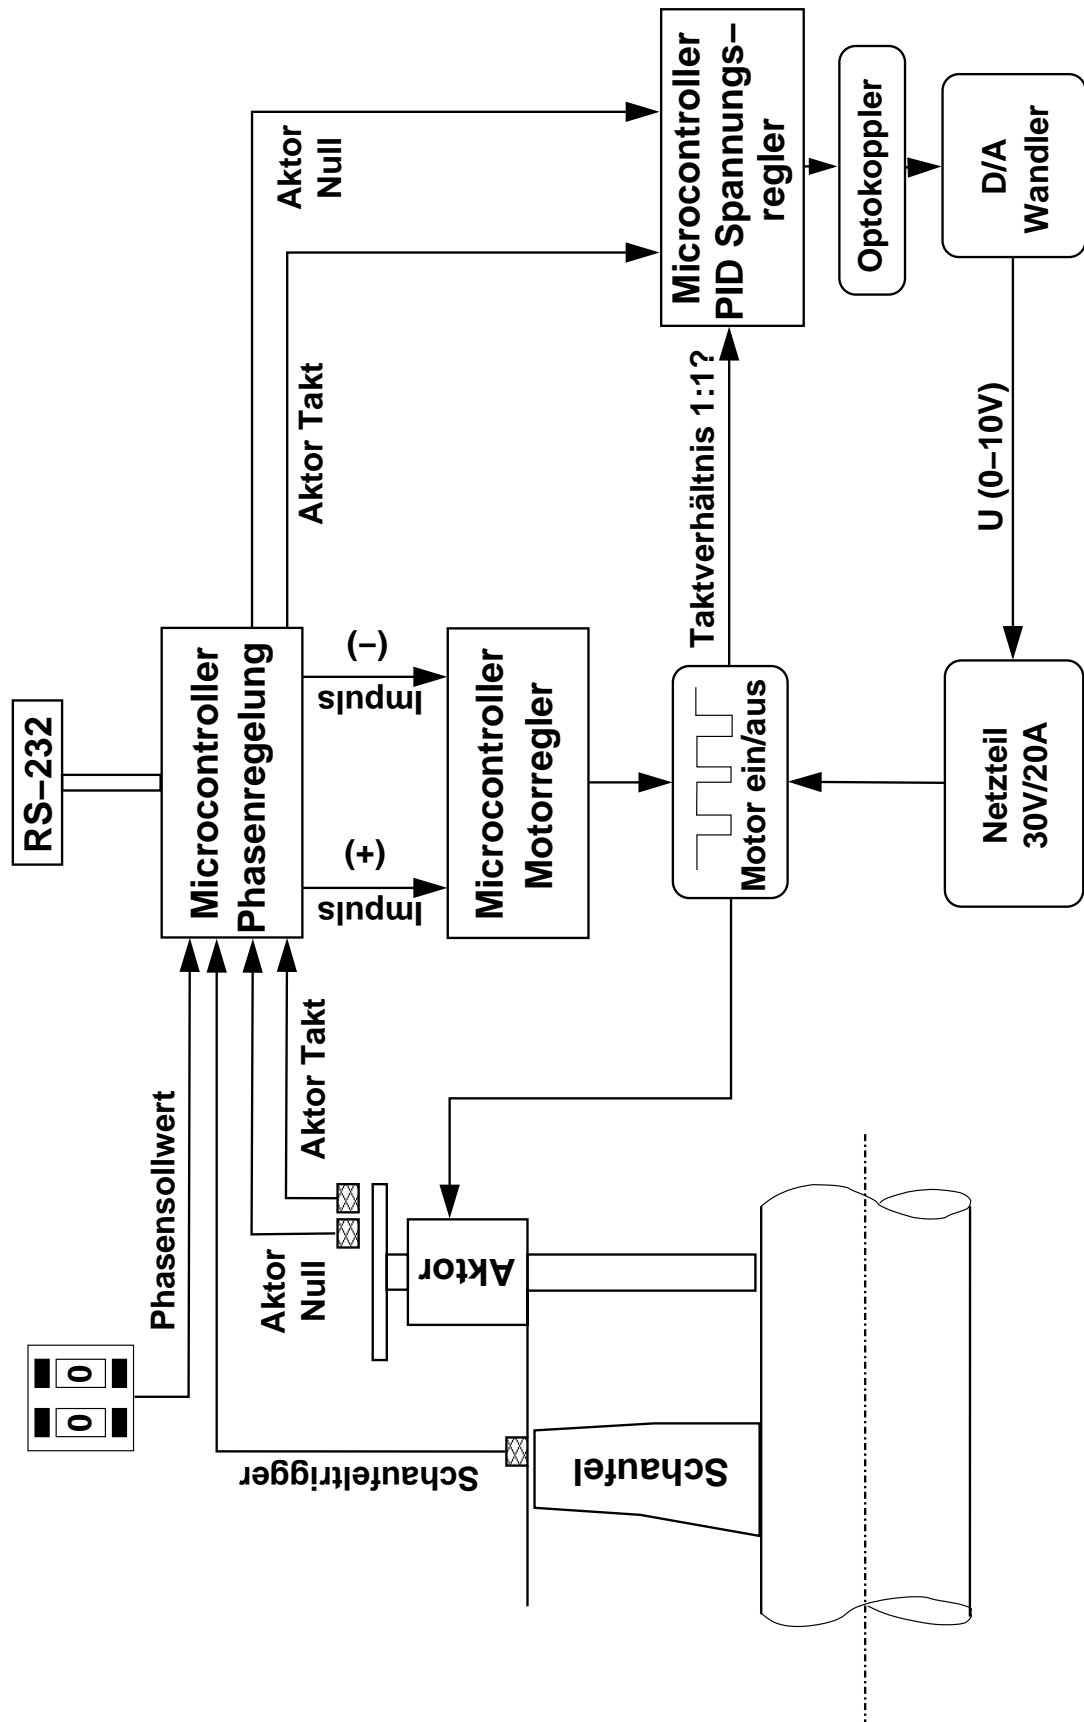 RS–232
Microcontroller
Phasenregelung
Phasensollwert
0 0
Schaufeltrigger
Aktor
Null
Aktor Takt
Aktor
Schaufel
Impuls
(+)
Impuls
(–)
Microcontroller
Motorregler
Motor ein/aus
Netzteil
30V/20A
Aktor
Null
Aktor Takt
Taktverhältnis 1:1?
Microcontroller
PID Spannungs–
regler
Optokoppler
D/A
Wandler
U (0–10V)